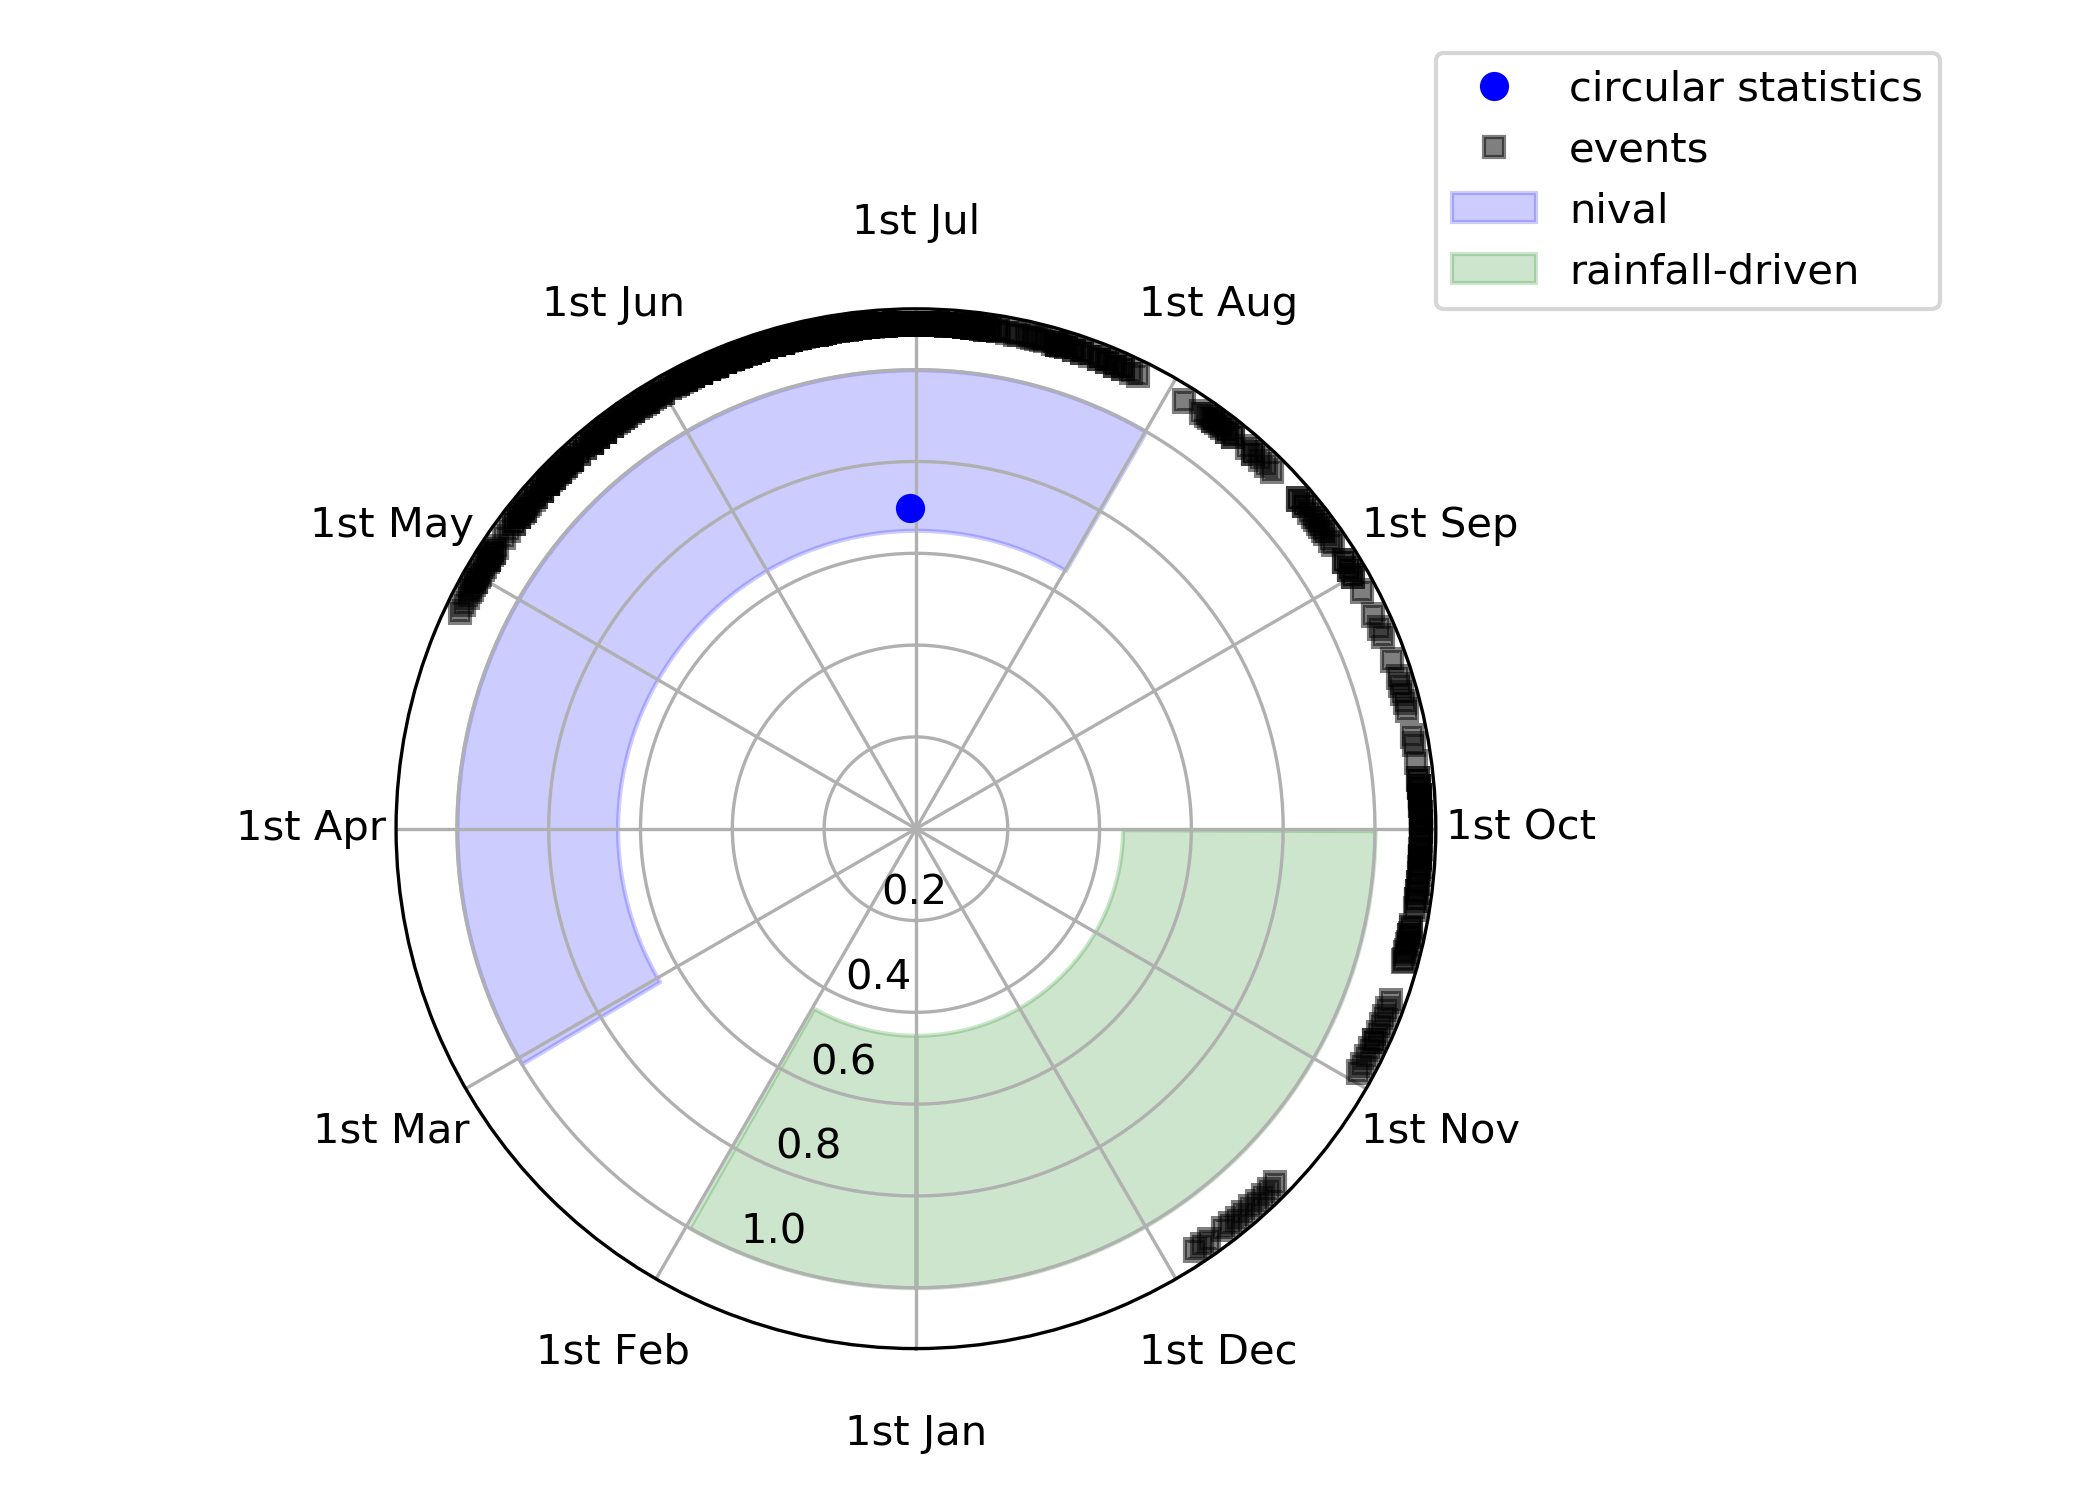 circular statistics
events
nival
rainfall-driven
1st Jul
1st Jun
1st Aug
1st May
1st Sep
1st Apr
1st Oct
0.2
0.4
0.6
1st Mar
1st Nov
0.8
1.0
1st Feb
1st Dec
1st Jan